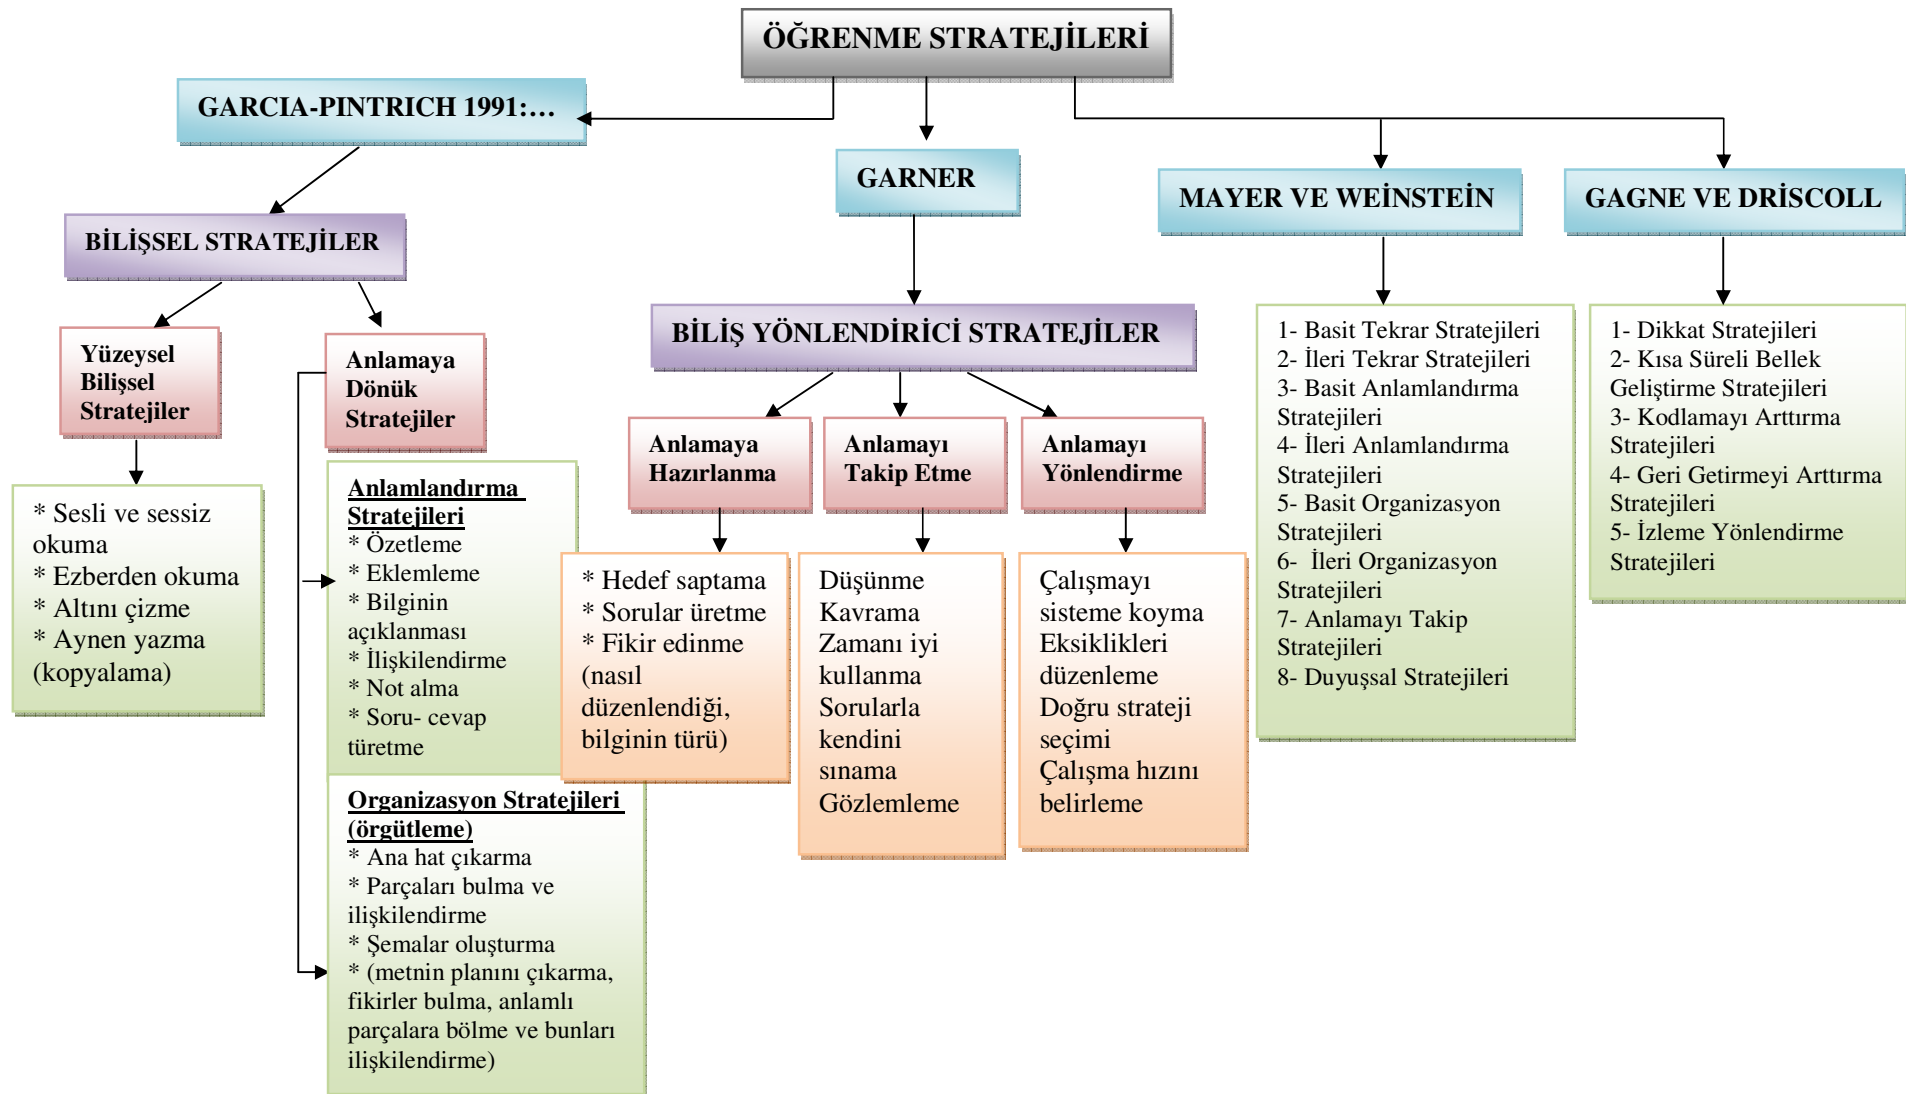 ÖĞRENME STRATEJİLERİ
GARCIA-PINTRICH 1991:…
GARNER
MAYER VE WEİNSTEİN
GAGNE VE DRİSCOLL
BİLİŞSEL STRATEJİLER
Yüzeysel
Bilişsel
Stratejiler
* Sesli ve sessiz
okuma
* Ezberden okuma
* Altını çizme
* Aynen yazma
(kopyalama)
Anlamaya
Dönük
Stratejiler
Anlamlandırma
Stratejileri
* Özetleme
* Eklemleme
* Bilginin
açıklanması
* İlişkilendirme
* Not alma
* Soru- cevap
türetme
Organizasyon Stratejileri
(örgütleme)
* Ana hat çıkarma
* Parçaları bulma ve
ilişkilendirme
* Şemalar oluşturma
* (metnin planını çıkarma,
fikirler bulma, anlamlı
parçalara bölme ve bunları
ilişkilendirme)
BİLİŞ YÖNLENDİRİCİ STRATEJİLER
Anlamaya
Hazırlanma
* Hedef saptama
* Sorular üretme
* Fikir edinme
(nasıl
düzenlendiği,
bilginin türü)
Anlamayı
Takip Etme
Düşünme
Kavrama
Zamanı iyi
kullanma
Sorularla
kendini
sınama
Gözlemleme
Anlamayı
Yönlendirme
Çalışmayı
sisteme koyma
Eksiklikleri
düzenleme
Doğru strateji
seçimi
Çalışma hızını
belirleme
1- Basit Tekrar Stratejileri
2- İleri Tekrar Stratejileri
3- Basit Anlamlandırma
Stratejileri
4- İleri Anlamlandırma
Stratejileri
5- Basit Organizasyon
Stratejileri
6- İleri Organizasyon
Stratejileri
7- Anlamayı Takip
Stratejileri
8- Duyuşsal Stratejileri
1- Dikkat Stratejileri
2- Kısa Süreli Bellek
Geliştirme Stratejileri
3- Kodlamayı Arttırma
Stratejileri
4- Geri Getirmeyi Arttırma
Stratejileri
5- İzleme Yönlendirme
Stratejileri